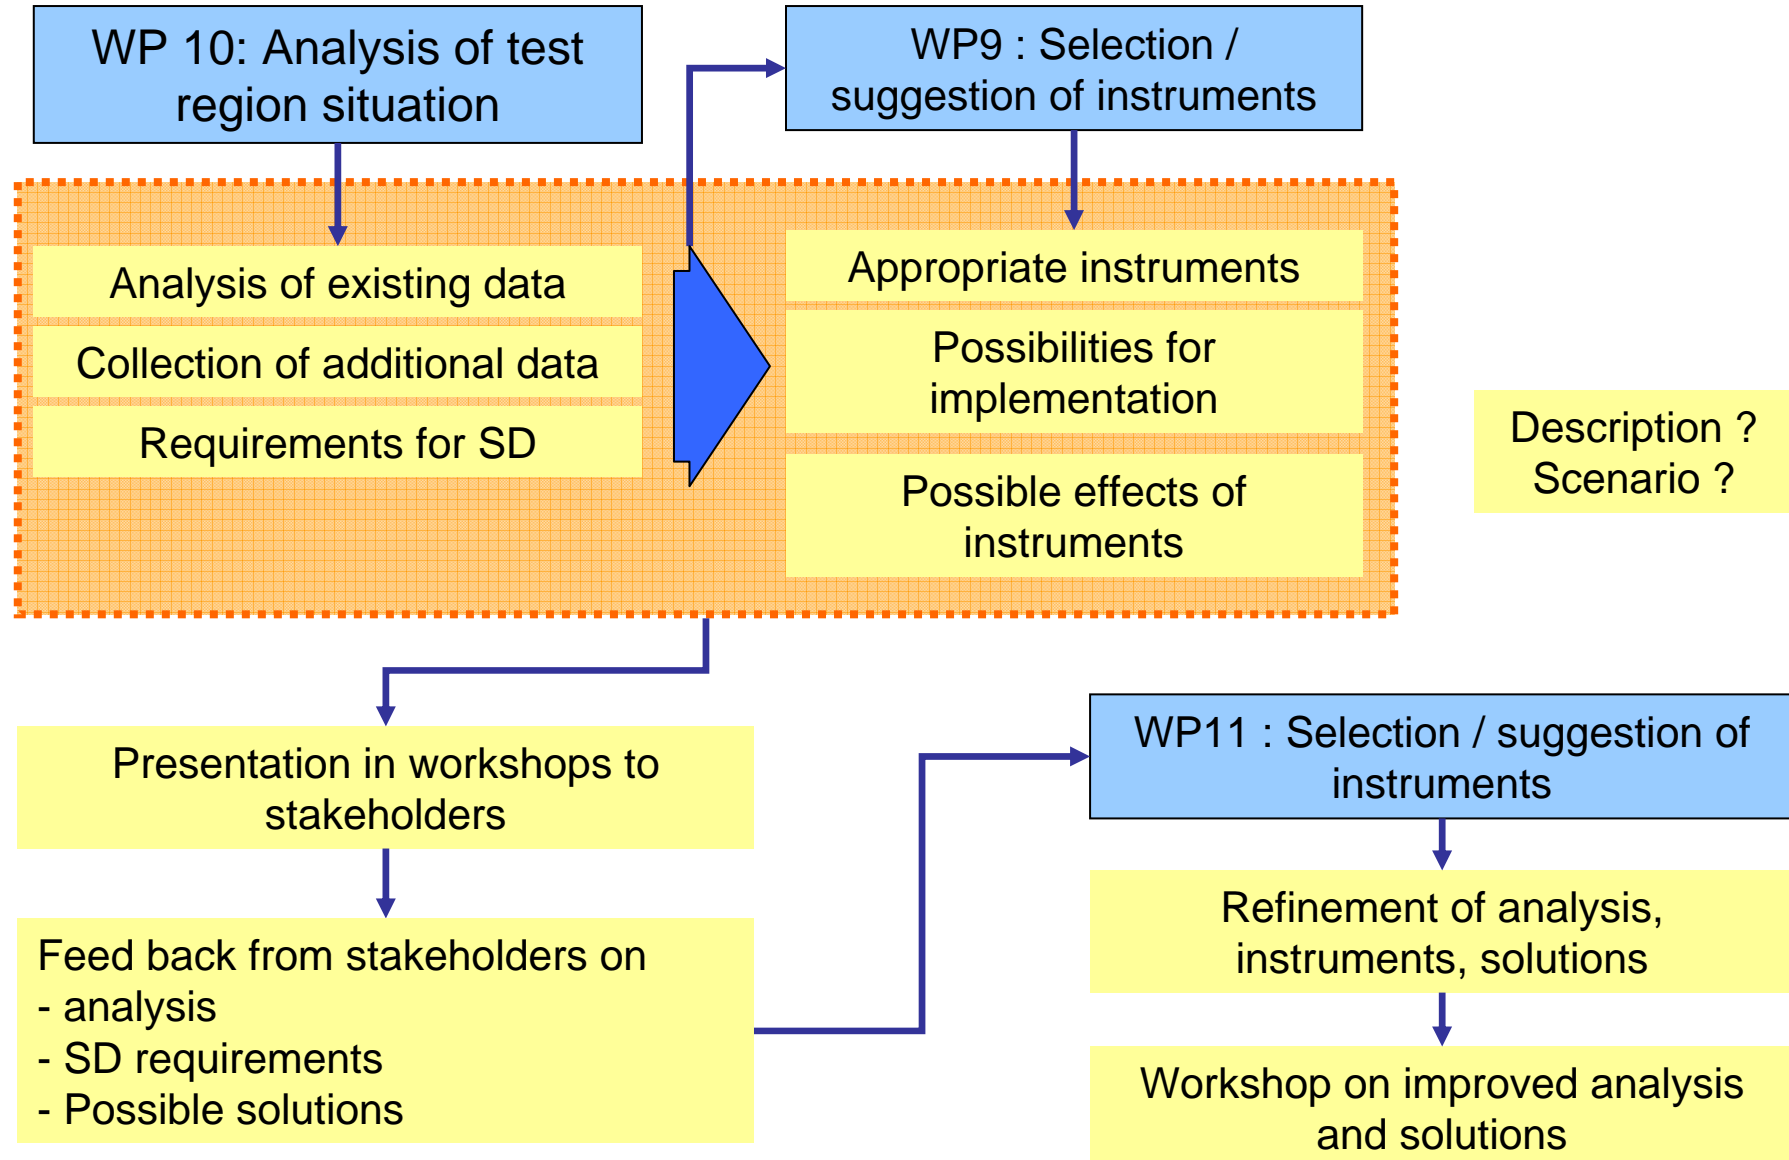 WP 10: Analysis of test
region situation
WP9 : Selection /
suggestion of instruments
Analysis of existing data
Collection of additional data
Requirements for SD
Appropriate instruments
Possibilities for
implementation
Possible effects of
instruments
Description ?
Scenario ?
Presentation in workshops to
stakeholders
Feed back from stakeholders on
- analysis
- SD requirements
- Possible solutions
WP11 : Selection / suggestion of
instruments
Refinement of analysis,
instruments, solutions
Workshop on improved analysis
and solutions